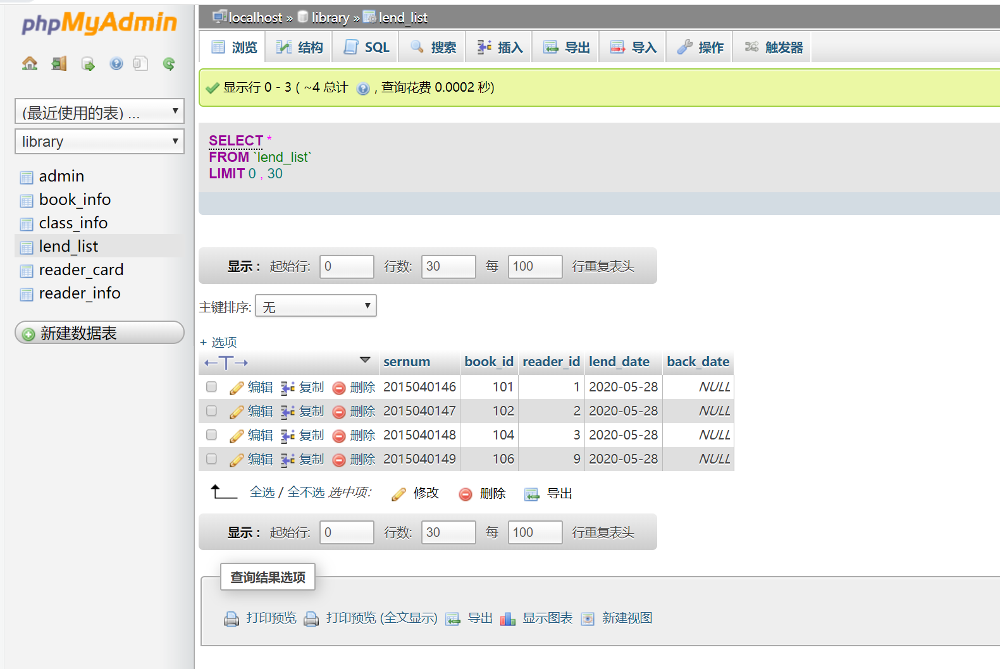 phpMyAdmin
(最近使用的表) ...
library
admin
book_info
class_info
lend_list
reader_card
reader_info
新建数据表
localhost » library » lend_list
浏览 结构 SQL 搜索 插入 导出 导入 操作 触发器
显示行 0 - 3 ( ~4 总计 , 查询花费 0.0002 秒)
SELECT *
FROM `lend_list`
LIMIT 0 , 30
显示 : 起始行: 0 行数: 30 每 100 行重复表头
主键排序: 无
+ 选项
←T→ sernum book_id reader_id lend_date back_date
编辑 复制 删除 2015040146 101 1 2020-05-28 NULL
编辑 复制 删除 2015040147 102 2 2020-05-28 NULL
编辑 复制 删除 2015040148 104 3 2020-05-28 NULL
编辑 复制 删除 2015040149 106 9 2020-05-28 NULL
全选 / 全不选 选中项: 修改 删除 导出
显示 : 起始行: 0 行数: 30 每 100 行重复表头
查询结果选项
打印预览 打印预览 (全文显示) 导出 显示图表 新建视图